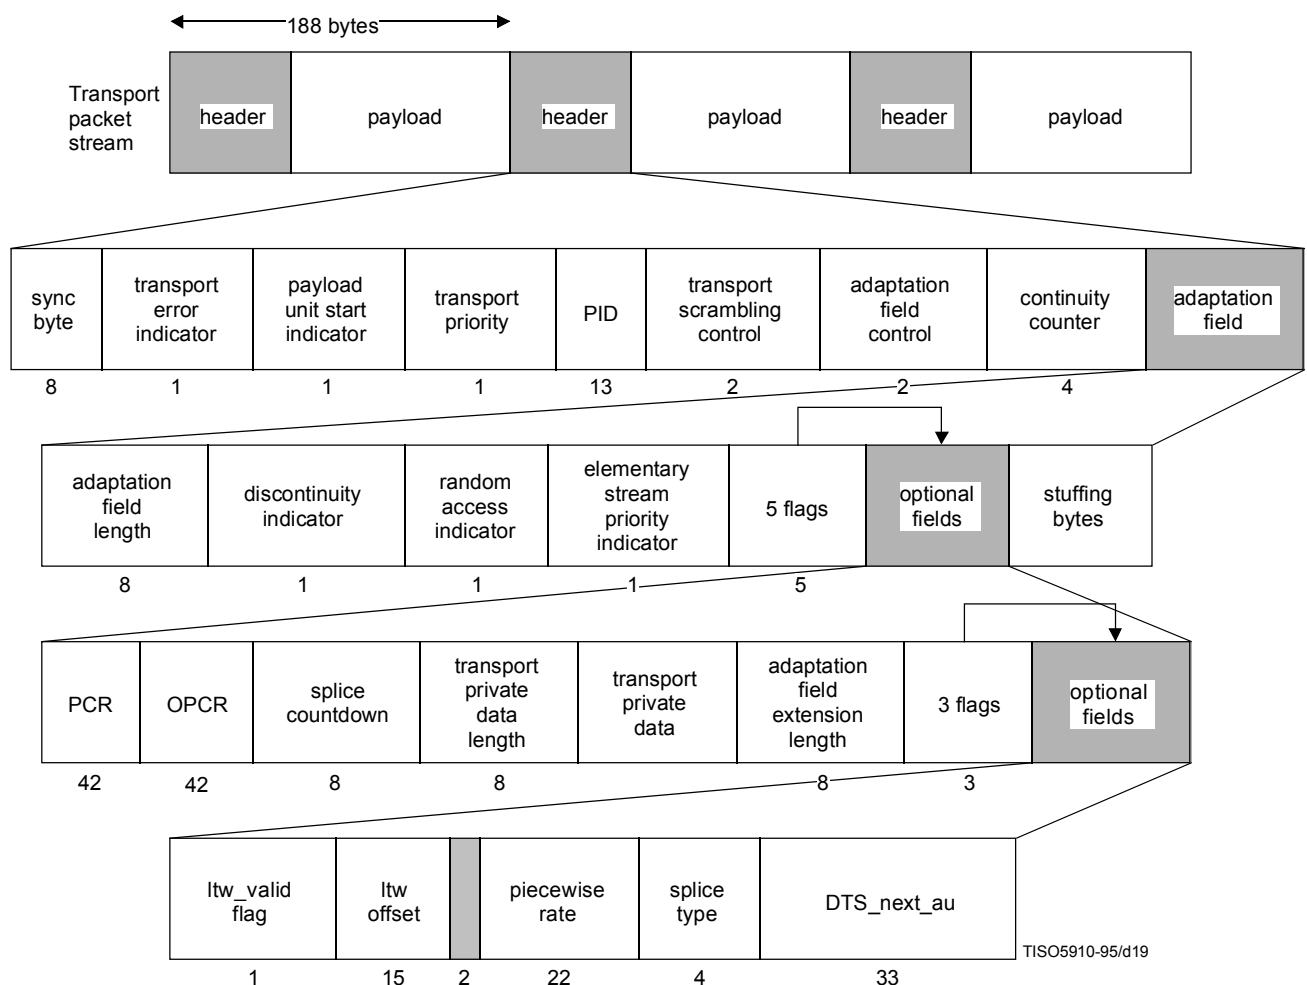 188 bytes
Transport
packet
stream
header
payload
header
payload
header
payload
sync
byte
transport
error
indicator
payload
unit start
indicator
transport
priority
PID
transport
scrambling
control
adaptation
field
control
continuity
counter
adaptation
field
8
1
1
1
13
2
2
4
adaptation
field
length
discontinuity
indicator
random
access
indicator
elementary
stream
priority
indicator
5 flags
optional
fields
stuffing
bytes
8
1
1
1
5
PCR
OPCR
splice
countdown
transport
private
data
length
transport
private
data
adaptation
field
extension
length
3 flags
optional
fields
42
42
8
8
8
3
ltw_valid
flag
ltw
offset
piecewise
rate
splice
type
DTS_next_au
1
15
2
22
4
33
TISO5910-95/d19